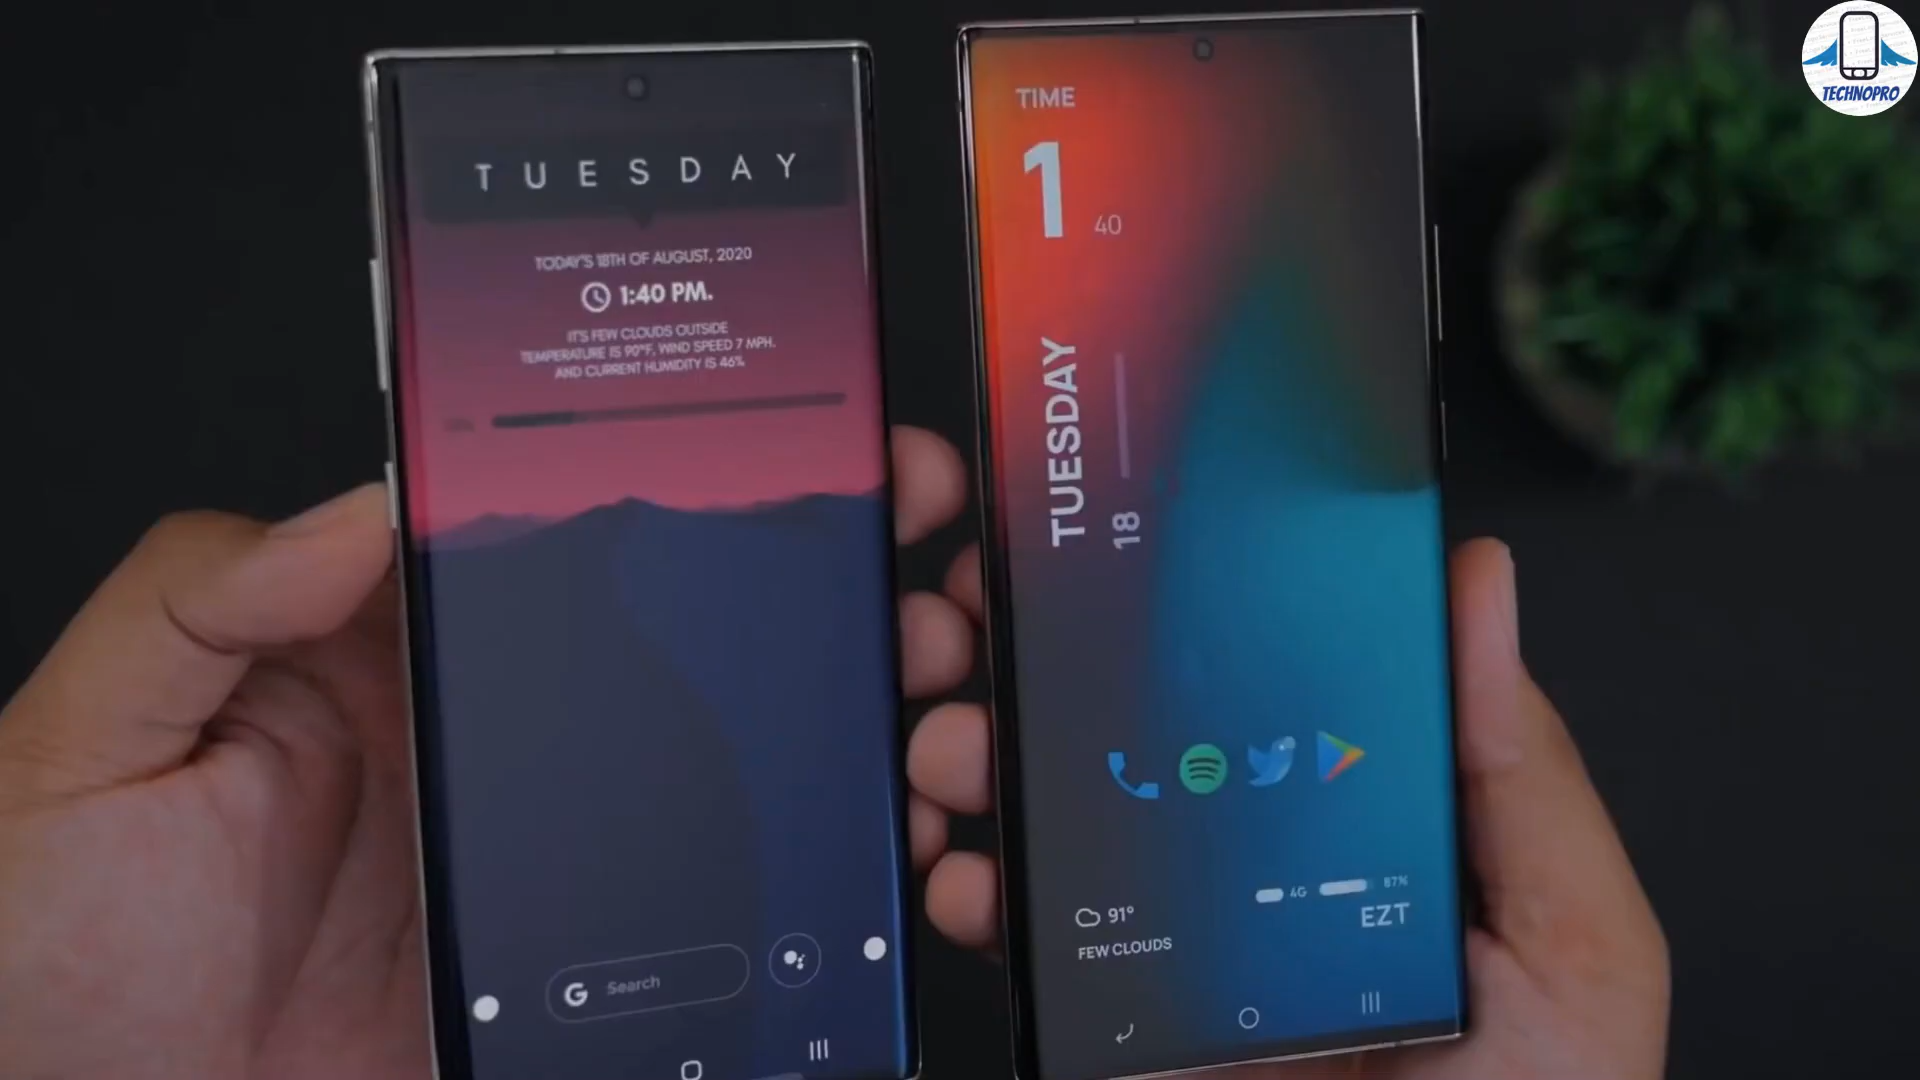 TECHNOPRO
TUESDAY
TODAY'S 18TH OF AUGUST, 2020
1:40 PM.
IT'S FEW CLOUDS OUTSIDE
TEMPERATURE IS 90°F, WIND SPEED 7 MPH.
AND CURRENT HUMIDITY IS 46%
G Search
TIME
1
40
TUESDAY
18
4G 87%
EZT
91°
FEW CLOUDS